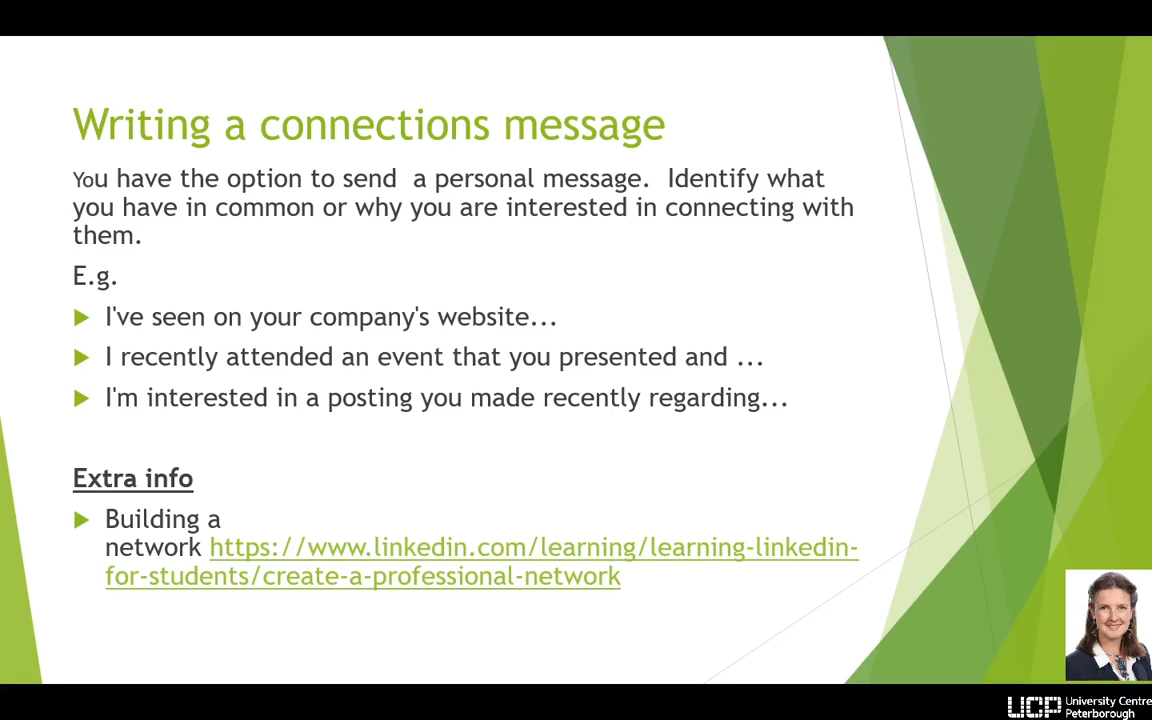 Writing a connections message
You have the option to send  a personal message.  Identify what
you have in common or why you are interested in connecting with
them.
E.g.
I've seen on your company's website...
I recently attended an event that you presented and ...
I'm interested in a posting you made recently regarding...
Extra info
Building a
network https://www.linkedin.com/learning/learning-linkedin-
for-students/create-a-professional-network
UCP University Centre
Peterborough